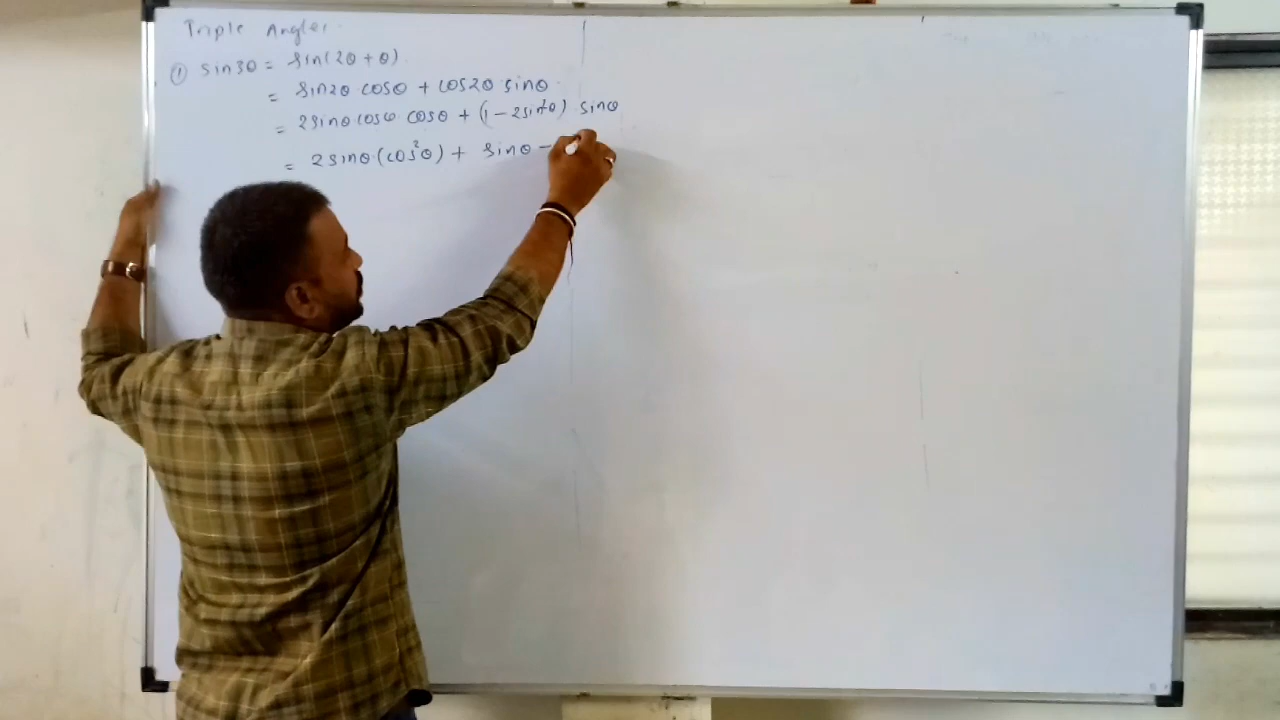 Triple Angles.
① sin3θ = sin(2θ + θ).
= sin2θ cosθ + cos2θ · sinθ.
= 2sinθ cosθ · cosθ + (1 - 2sin²θ) sinθ
= 2sinθ · (cos²θ) + sinθ -